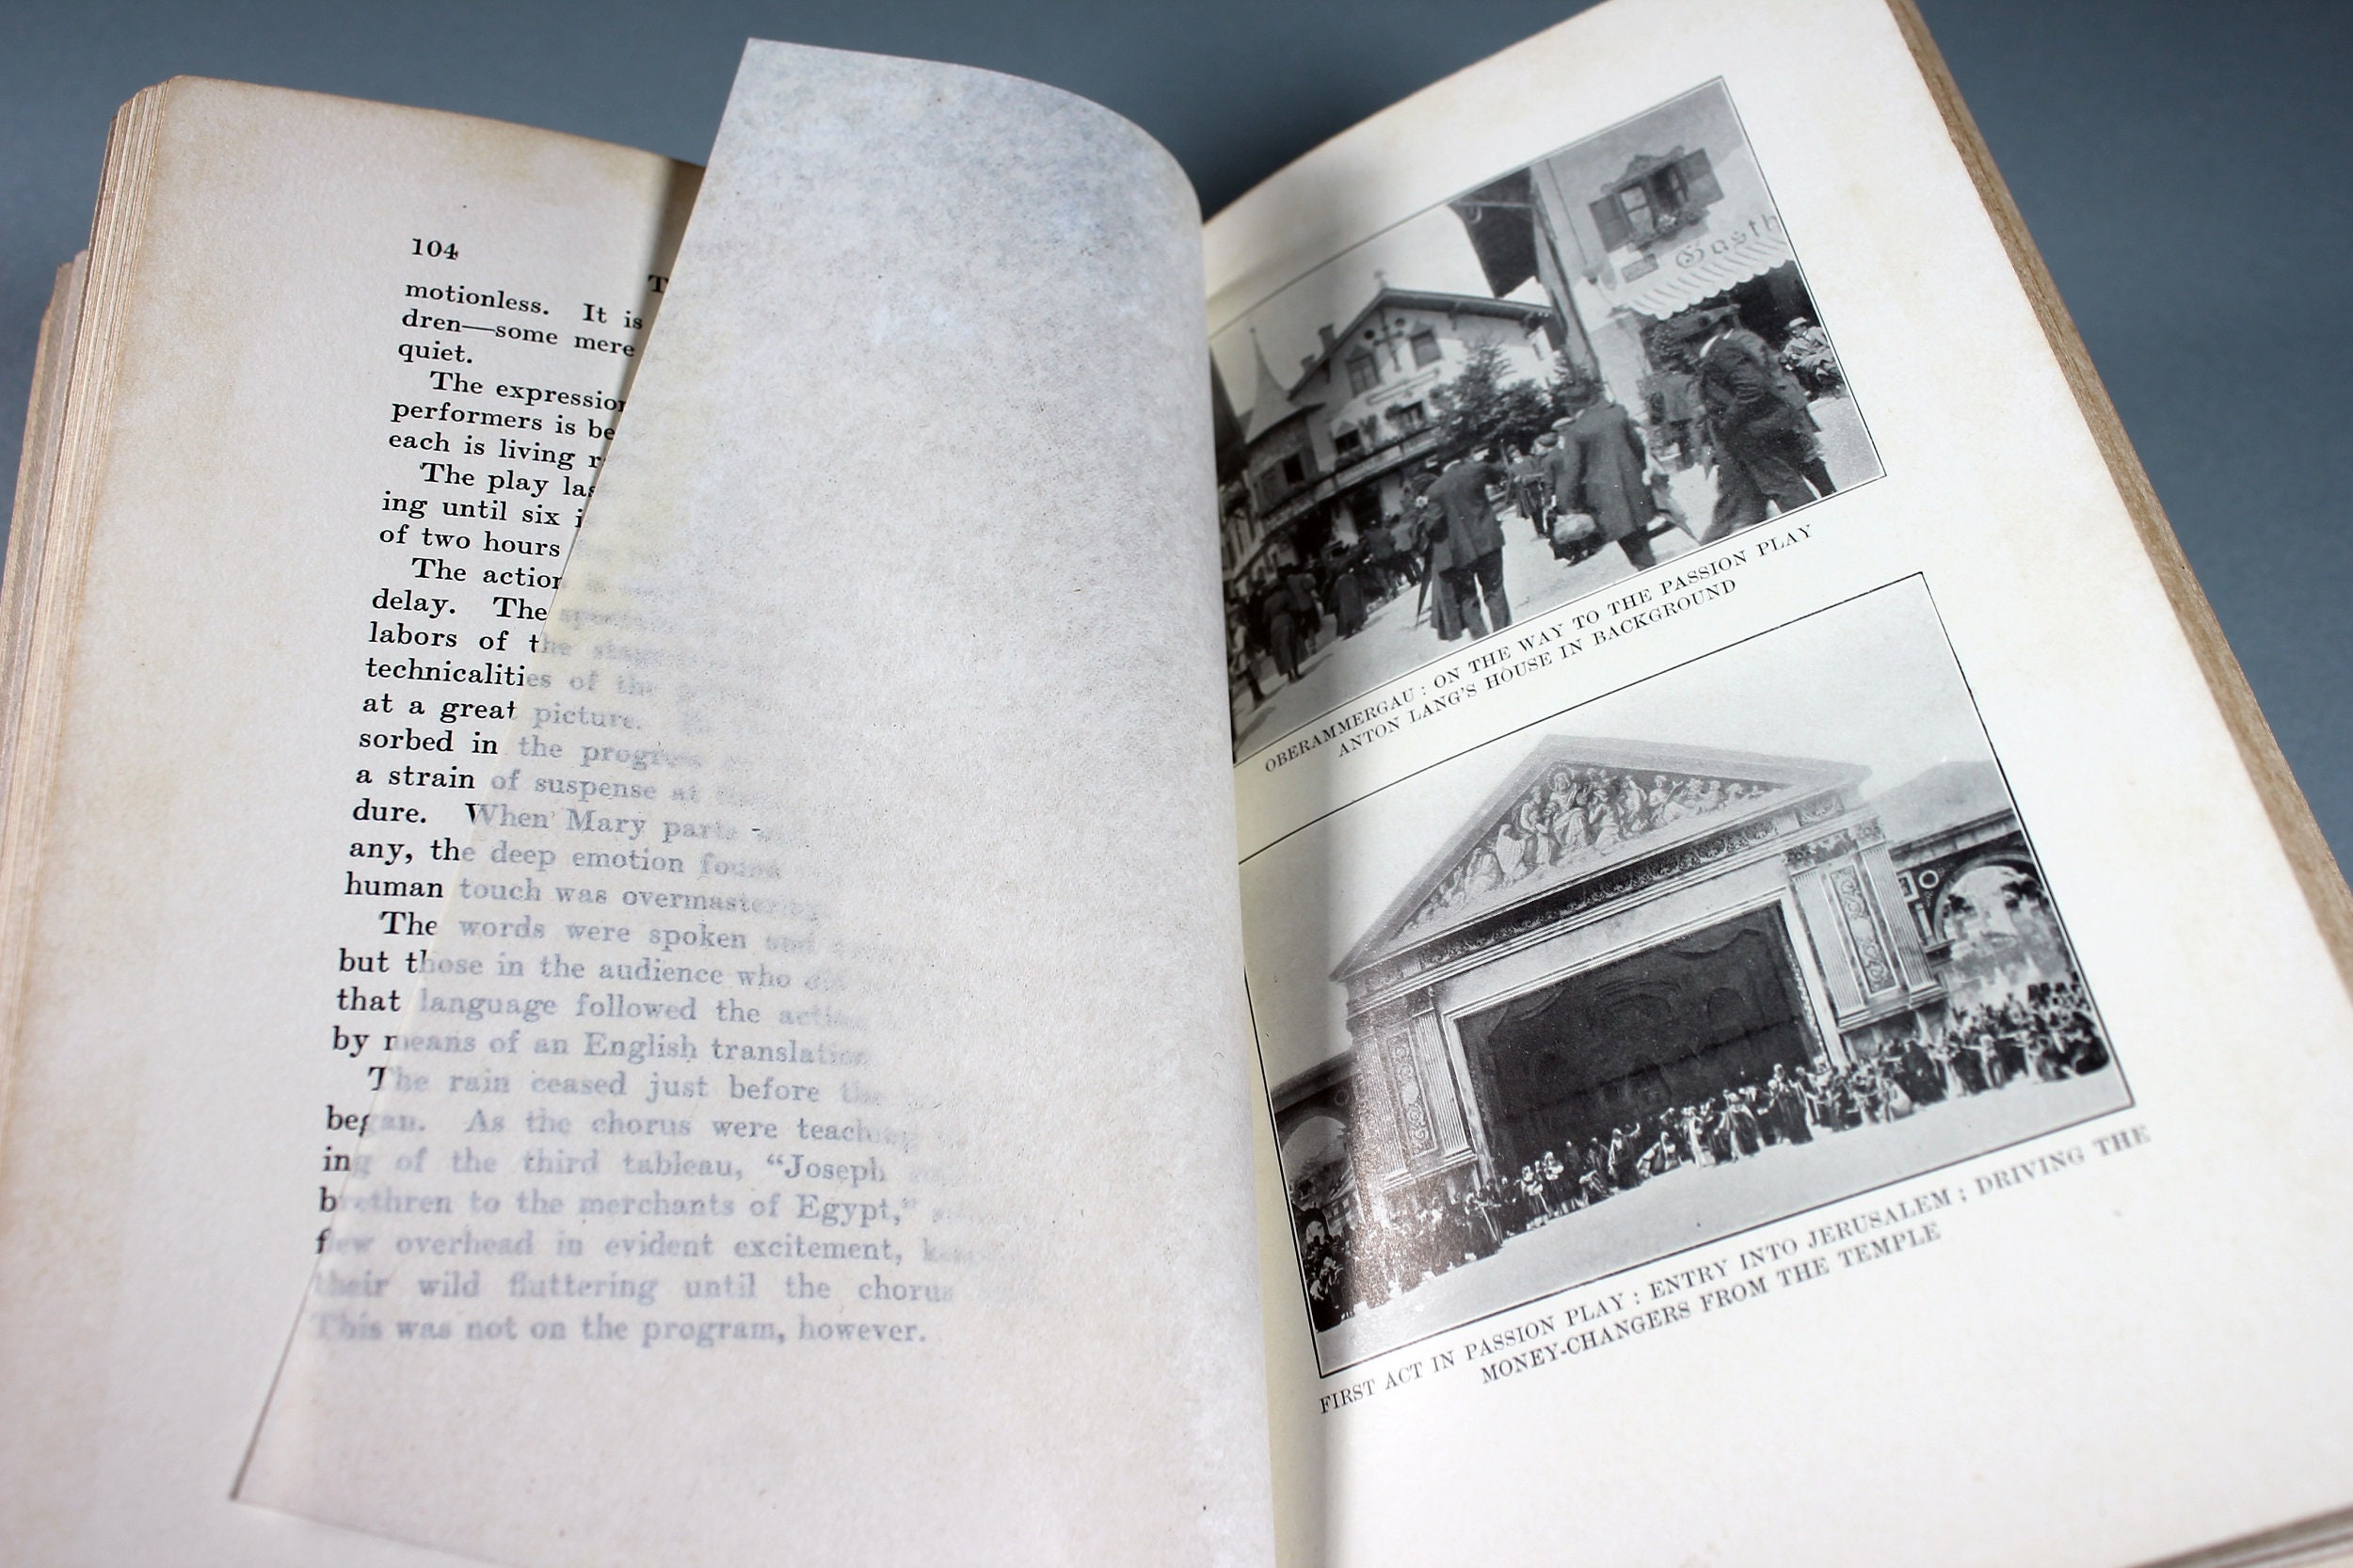 104
motionless. It is
dren—some mere
quiet.
The expression
performers is be
each is living
The play las
ing until six i
of two hours
The action
delay. The
labors of the stage
technicalities of the
at a great picture.
sorbed in the progress
a strain of suspense at
dure. When Mary parts
any, the deep emotion found
human touch was overmastering
The words were spoken and
but those in the audience who
that language followed the action
by means of an English translation
The rain ceased just before the
began. As the chorus were teaching
ing of the third tableau, “Joseph
brethren to the merchants of Egypt,”
few overhead in evident excitement,
their wild fluttering until the chorus
This was not on the program, however.
Gasth
OBERAMMERGAU : ON THE WAY TO THE PASSION PLAY
ANTON LANG'S HOUSE IN BACKGROUND
FIRST ACT IN PASSION PLAY : ENTRY INTO JERUSALEM ; DRIVING THE
MONEY-CHANGERS FROM THE TEMPLE